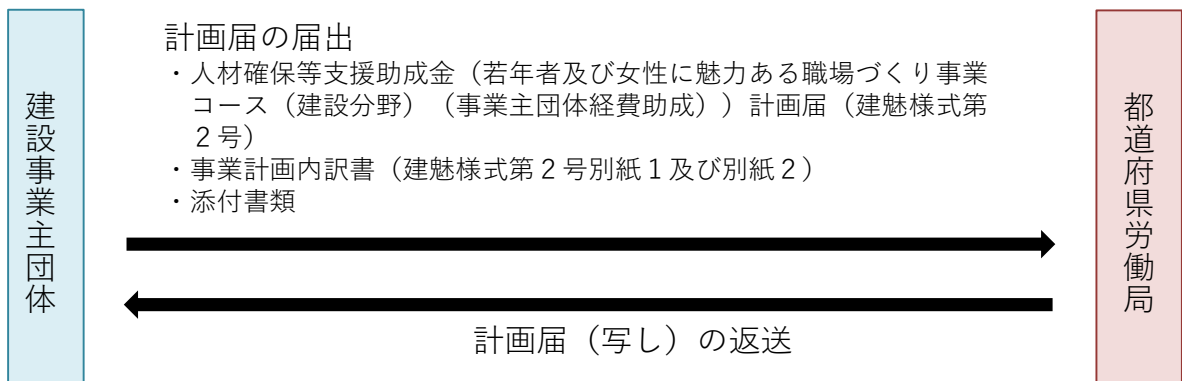 建設事業主団体
計画届の届出
・人材確保等支援助成金（若年者及び女性に魅力ある職場づくり事業
コース（建設分野）（事業主団体経費助成））計画届（建魅様式第
２号）
・事業計画内訳書（建魅様式第２号別紙１及び別紙２）
・添付書類
計画届（写し）の返送
都道府県労働局